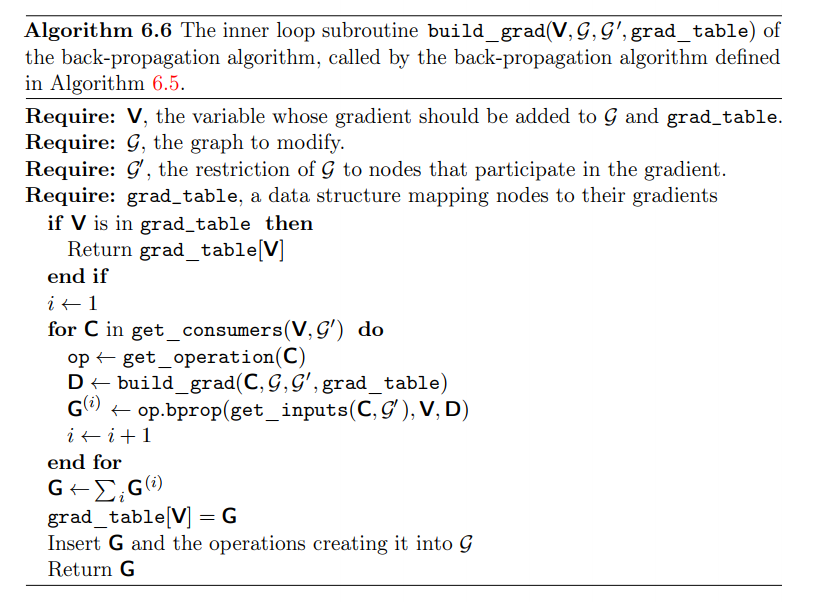 Algorithm 6.6 The inner loop subroutine build_grad(V, 𝒢, 𝒢′, grad_table) of
the back-propagation algorithm, called by the back-propagation algorithm defined
in Algorithm 6.5.
Require: V, the variable whose gradient should be added to 𝒢 and grad_table.
Require: 𝒢, the graph to modify.
Require: 𝒢′, the restriction of 𝒢 to nodes that participate in the gradient.
Require: grad_table, a data structure mapping nodes to their gradients
if V is in grad_table then
Return grad_table[V]
end if
i ← 1
for C in get_consumers(V, 𝒢′) do
op ← get_operation(C)
D ← build_grad(C, 𝒢, 𝒢′, grad_table)
G⁽ⁱ⁾ ← op.bprop(get_inputs(C, 𝒢′), V, D)
i ← i + 1
end for
G ← ∑ᵢ G⁽ⁱ⁾
grad_table[V] = G
Insert G and the operations creating it into 𝒢
Return G